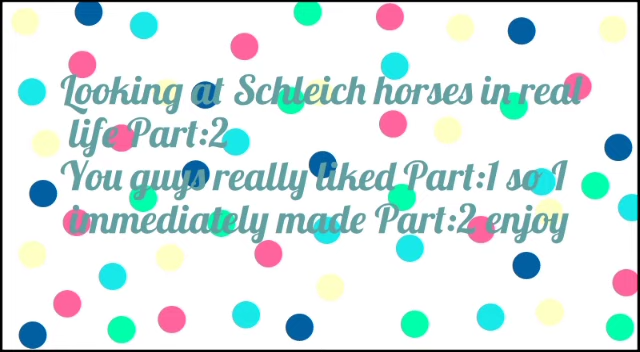 Looking at Schleich horses in real
life Part:2
You guys really liked Part:1 so I
immediately made Part:2 enjoy